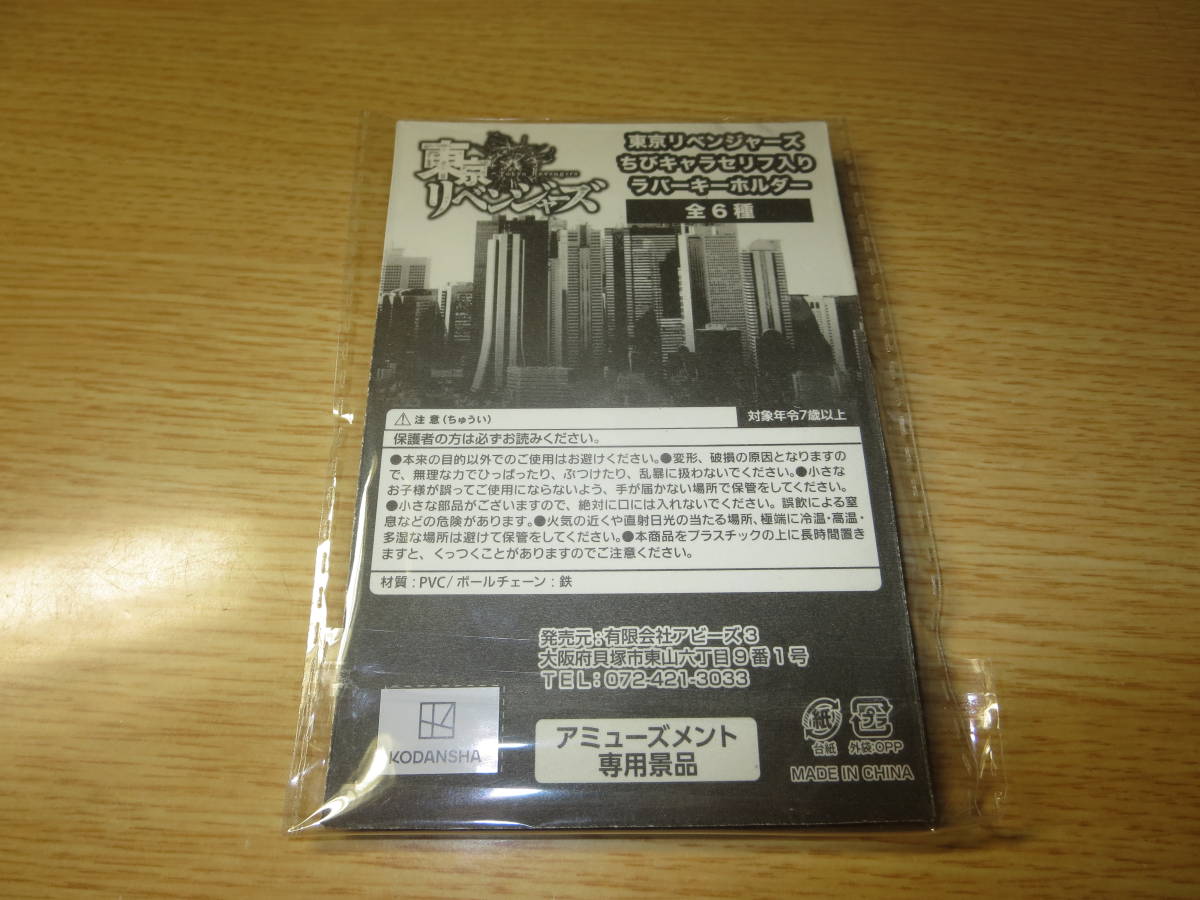 東京
リベンジャーズ
Tokyo Revengers
東京リベンジャーズ
ちびキャラセリフ入り
ラバーキーホルダー
全6種
注意(ちゅうい)
対象年令7歳以上
保護者の方は必ずお読みください。
●本来の目的以外でのご使用はお避けください。●変形、破損の原因となりますの
で、無理な力でひっぱったり、ぶつけたり、乱暴に扱わないでください。●小さな
お子様が誤ってご使用にならないよう、手が届かない場所で保管をしてください。
●小さな部品がございますので、絶対に口には入れないでください。誤飲による窒
息などの危険があります。●火気の近くや直射日光の当たる場所、極端に冷温・高温・
多湿な場所は避けて保管をしてください。●本商品をプラスチックの上に長時間置き
ますと、くっつくことがありますのでご注意ください。
材質:PVC/ボールチェーン:鉄
発売元:有限会社アビーズ3
大阪府貝塚市東山六丁目9番1号
TEL:072-421-3033
KODANSHA
アミューズメント
専用景品
紙
台紙
プラ
外袋:OPP
MADE IN CHINA